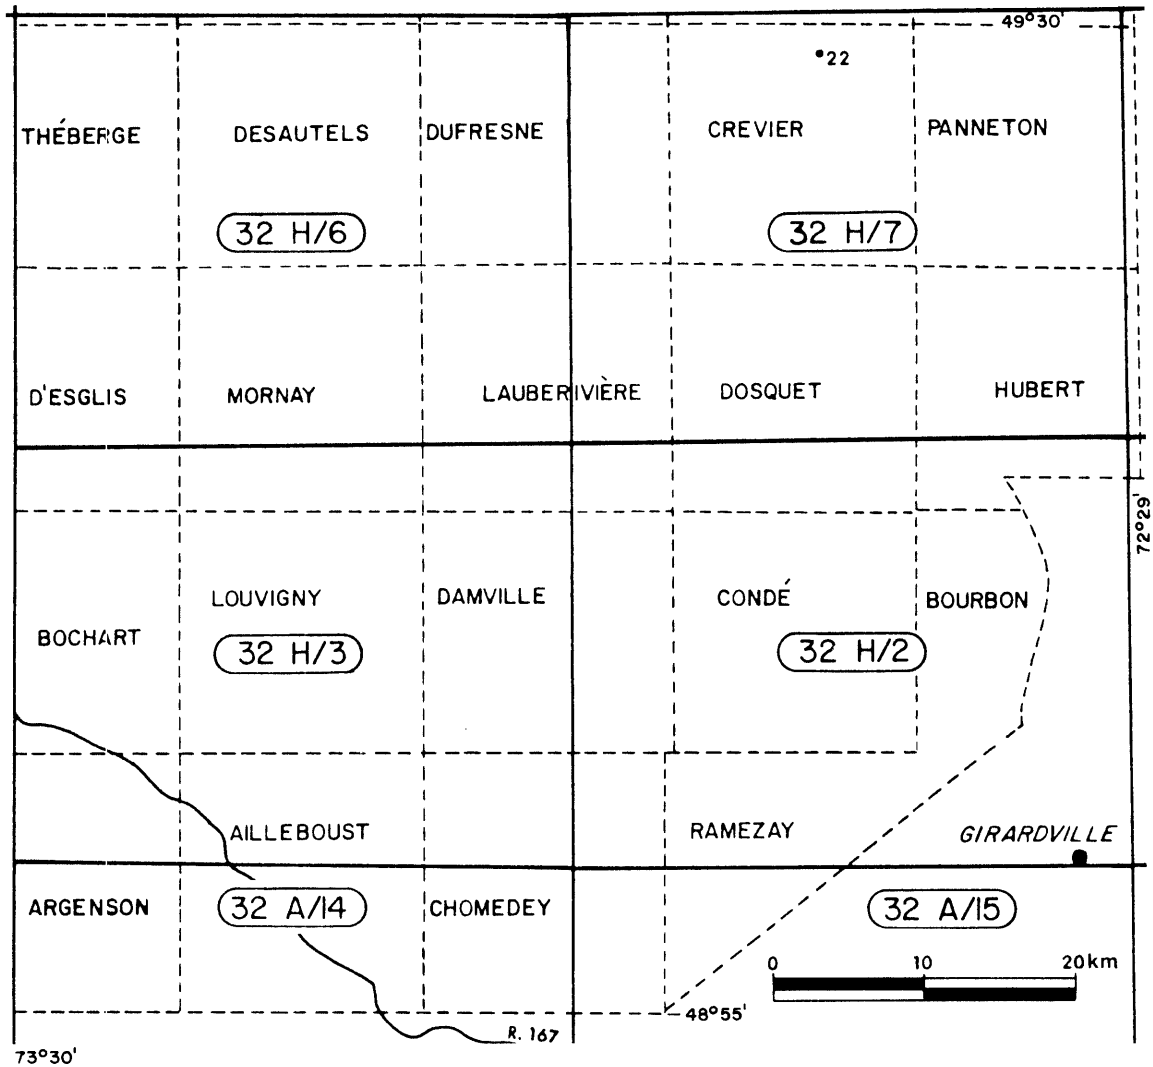 49°30'
•22
THÉBERGE DESAUTELS DUFRESNE CREVIER PANNETON
32 H/6 32 H/7
D'ESGLIS MORNAY LAUBERIVIÈRE DOSQUET HUBERT
72°29'
LOUVIGNY DAMVILLE CONDÉ BOURBON
BOCHART 32 H/3 32 H/2
AILLEBOUST RAMEZAY GIRARDVILLE
ARGENSON 32 A/14 CHOMEDEY 32 A/15
0 10 20km
48°55'
R. 167
73°30'